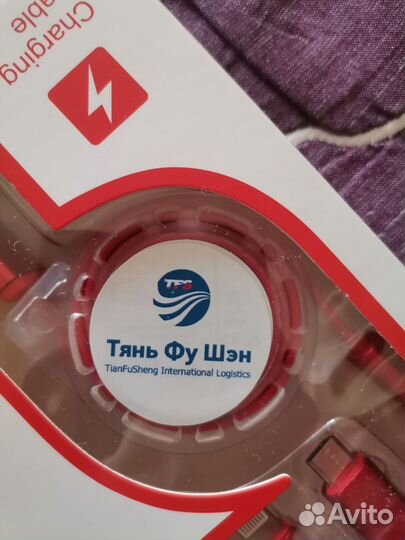 Charging
able
TFS
Тянь Фу Шэн
TianFuSheng International Logistics
Avito